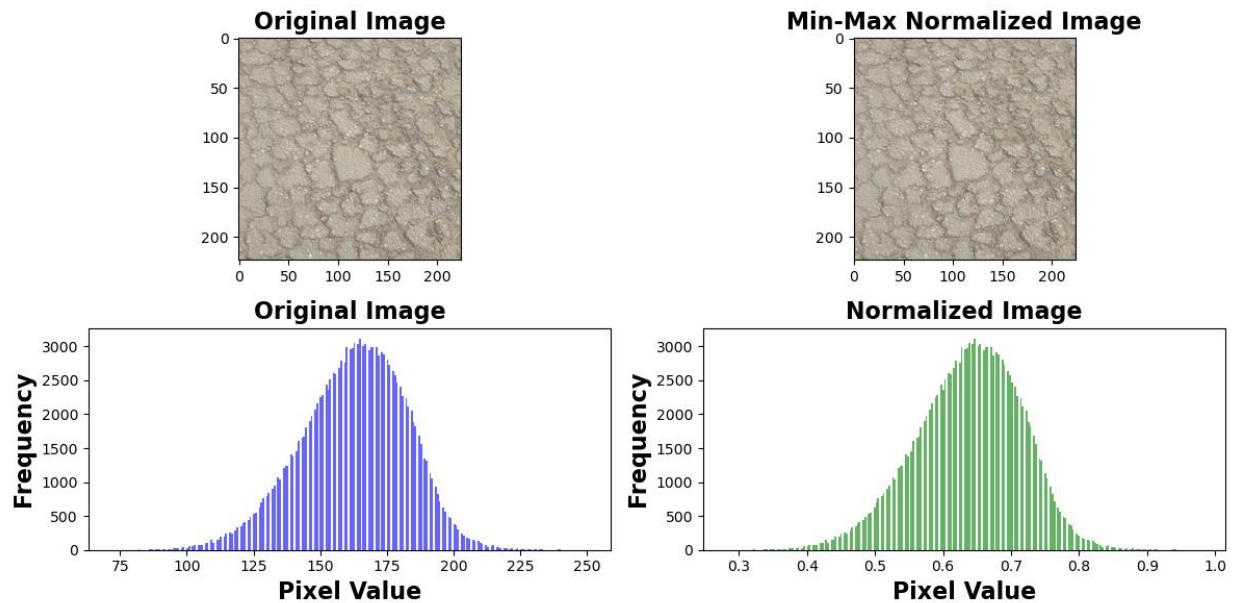 Original Image
Min-Max Normalized Image
0
50
100
150
200
0 50 100 150 200
0
50
100
150
200
0 50 100 150 200
Original Image
Frequency
3000
2500
2000
1500
1000
500
0
75 100 125 150 175 200 225 250
Pixel Value
Normalized Image
Frequency
3000
2500
2000
1500
1000
500
0
0.3 0.4 0.5 0.6 0.7 0.8 0.9 1.0
Pixel Value